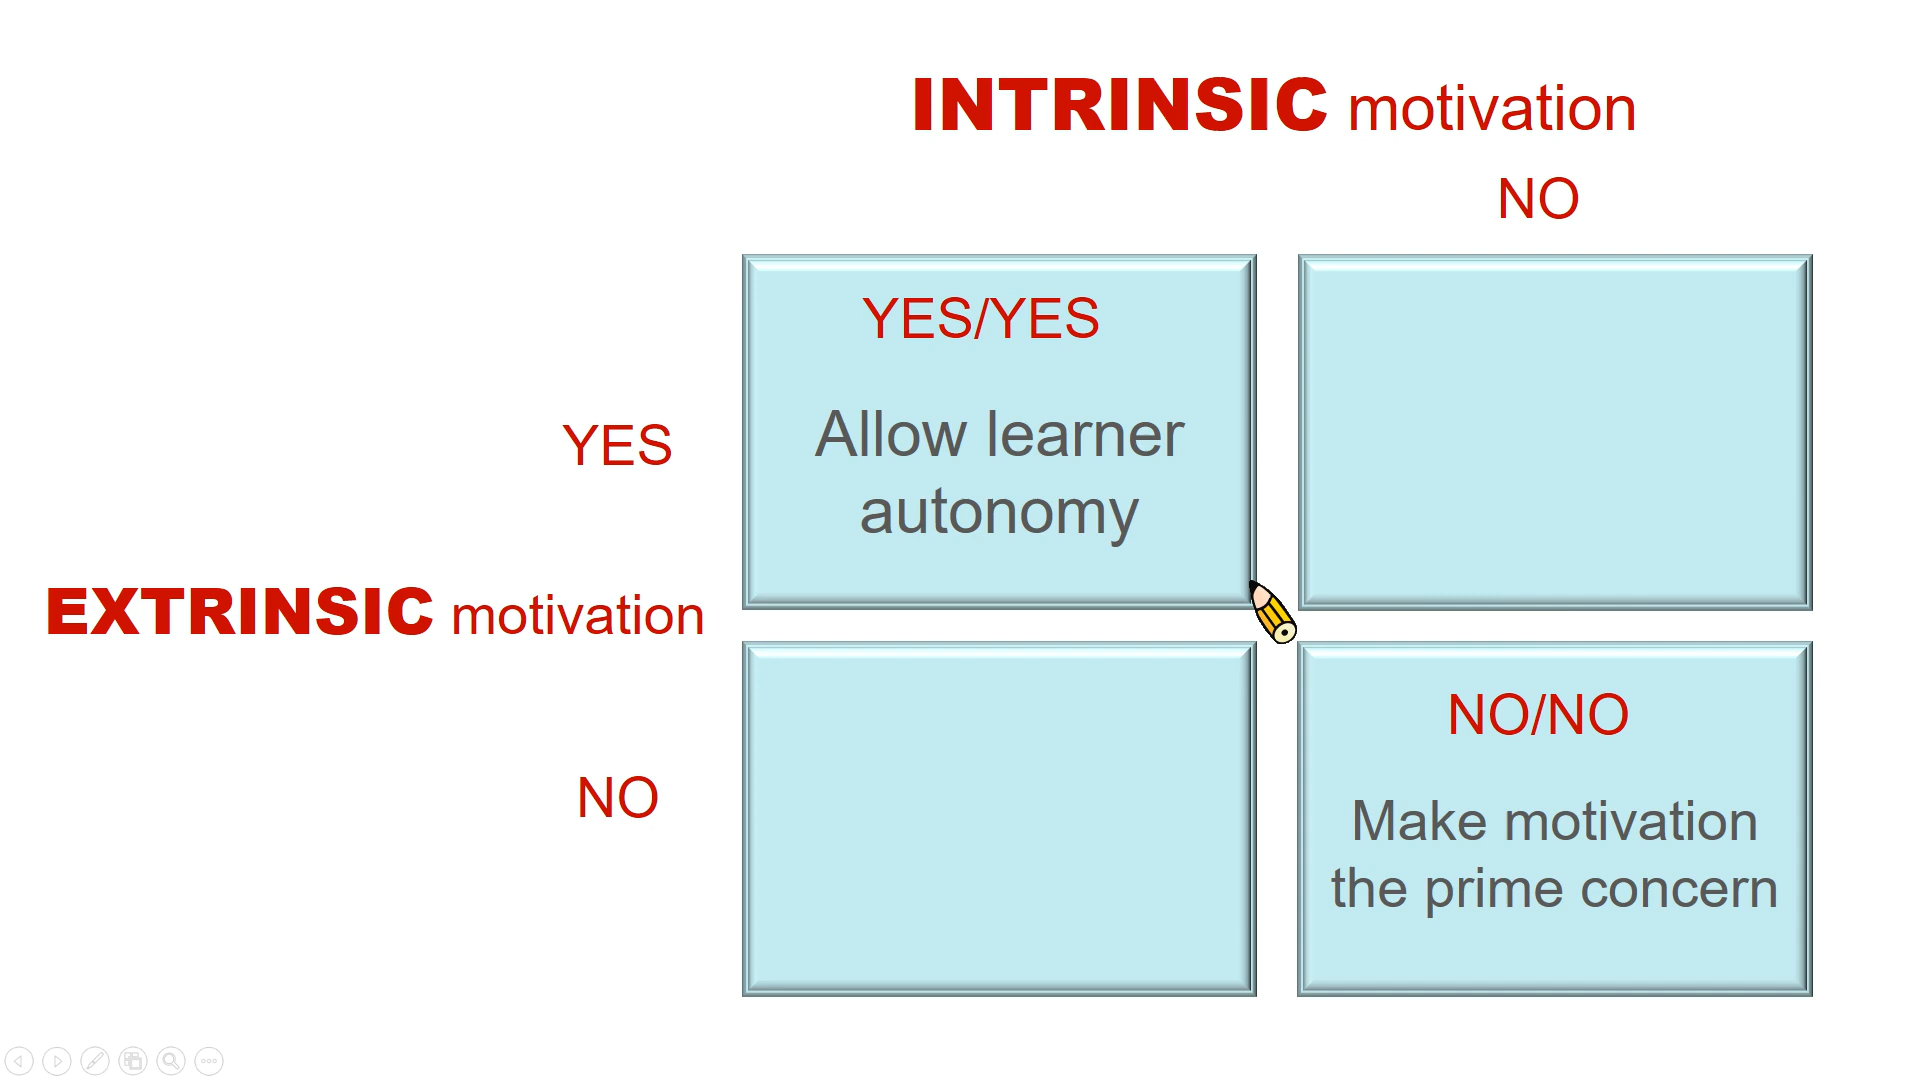 INTRINSIC motivation
NO
YES/YES
Allow learner
autonomy
YES
EXTRINSIC motivation
NO
NO/NO
Make motivation
the prime concern